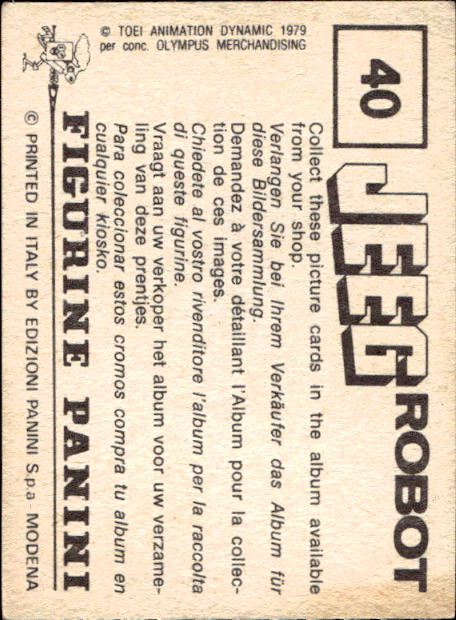 40
JEEG ROBOT
Collect these picture cards in the album available
from your shop.
Verlangen Sie bei Ihrem Verkäufer das Album für
diese Bildersammlung.
Demandez à votre détaillant l'Album pour la collec-
tion de ces images.
Chiedete al vostro rivenditore l'album per la raccolta
di queste figurine.
Vraagt aan uw verkoper het album voor uw verzame-
ling van deze prentjes.
Para coleccionar estos cromos compra tu album en
cualquier kiosko.
FIGURINE PANINI
© PRINTED IN ITALY BY EDIZIONI PANINI S.p.a - MODENA
© TOEI ANIMATION DYNAMIC 1979
per conc. OLYMPUS MERCHANDISING